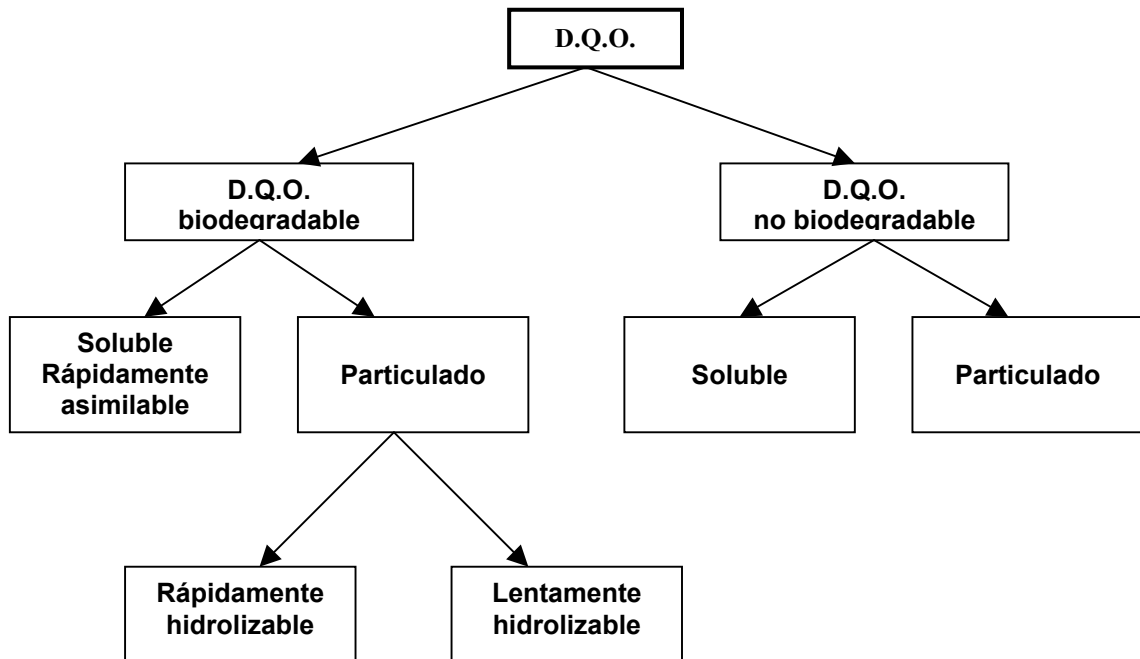 D.Q.O.
D.Q.O.
biodegradable
D.Q.O.
no biodegradable
Soluble
Rápidamente
asimilable
Particulado
Soluble
Particulado
Rápidamente
hidrolizable
Lentamente
hidrolizable